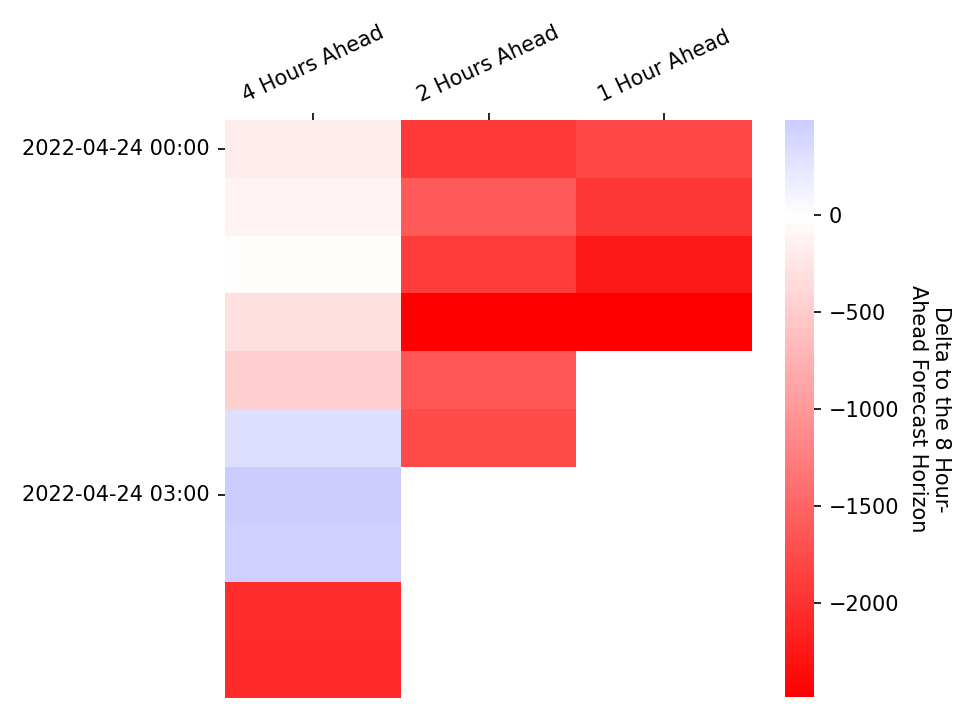 4 Hours Ahead
2 Hours Ahead
1 Hour Ahead
2022-04-24 00:00
2022-04-24 03:00
0
−500
−1000
−1500
−2000
Delta to the 8 Hour-
Ahead Forecast Horizon